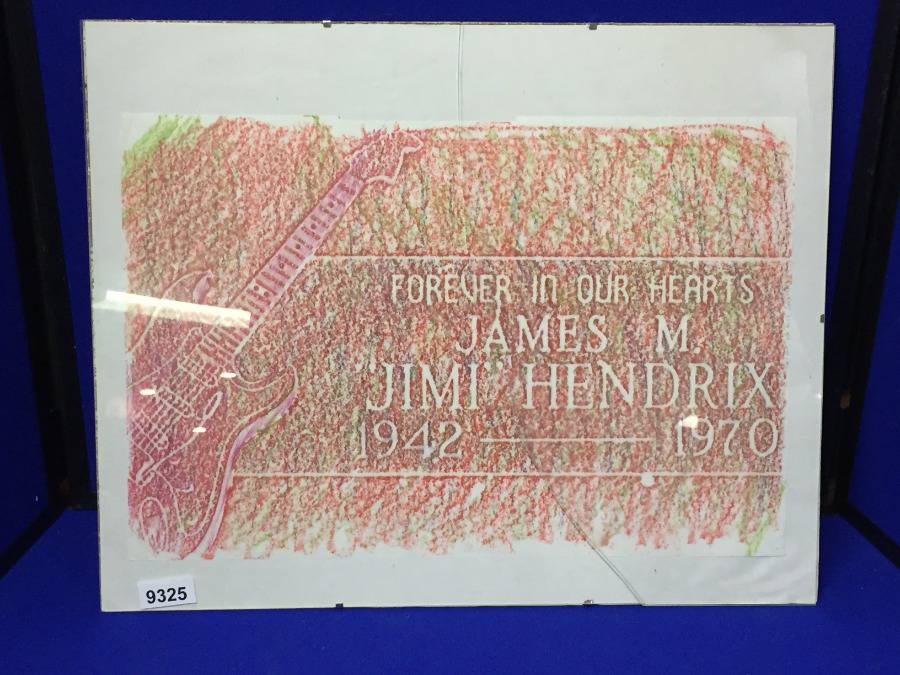 FOREVER IN OUR HEARTS
JAMES M.
"JIMI" HENDRIX
1942 — 1970
9325